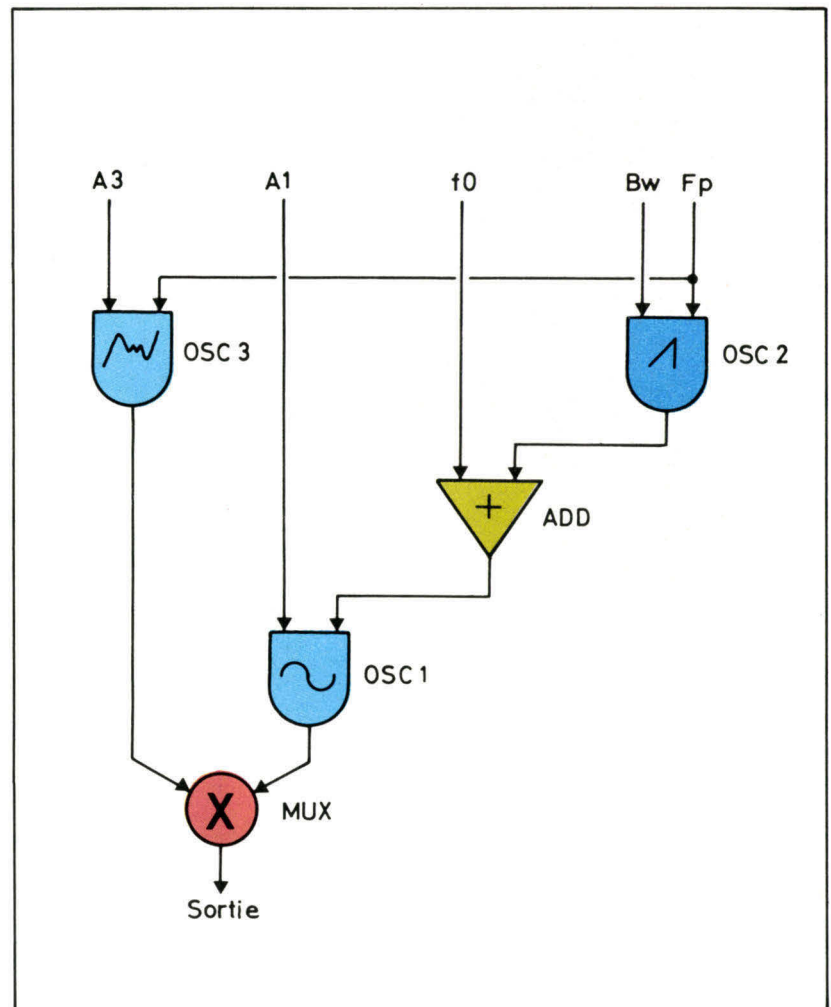 A3 A1 f0 Bw Fp
OSC 3 OSC 2
+ ADD
OSC 1
X MUX
Sortie